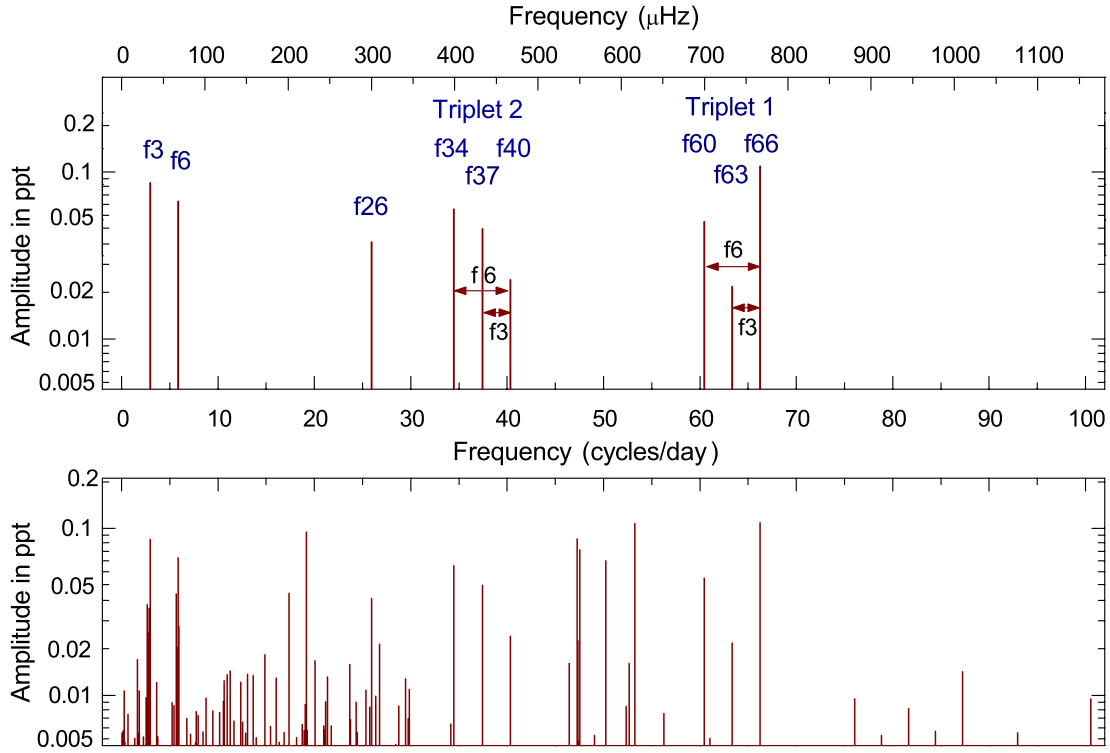 Frequency (μHz)
0 100 200 300 400 500 600 700 800 900 1000 1100
Triplet 2 Triplet 1
f3 f6 f26 f34 f37 f40 f60 f63 f66
f 6 f3 f6 f3
Amplitude in ppt
0.2
0.1
0.05
0.02
0.01
0.005
0 10 20 30 40 50 60 70 80 90 100
Frequency (cycles/day)
Amplitude in ppt
0.2
0.1
0.05
0.02
0.01
0.005